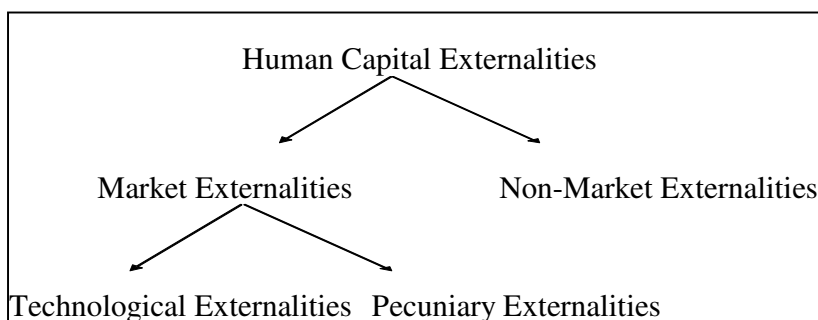 Human Capital Externalities
Market Externalities Non-Market Externalities
Technological Externalities Pecuniary Externalities